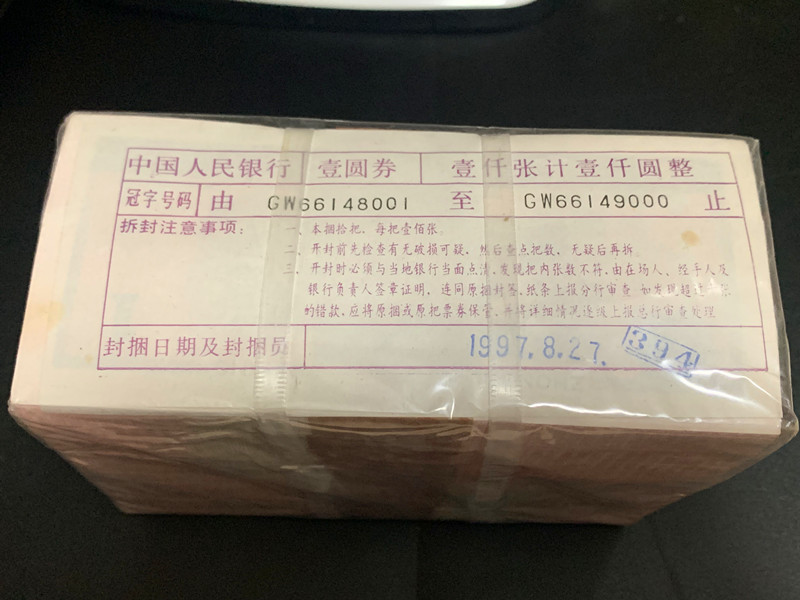 中国人民银行 壹圆券 壹仟张计壹仟圆整
冠字号码 由 GW66148001 至 GW66149000 止
拆封注意事项：
一、本捆拾把，每把壹佰张。
二、开封前先检查有无破损可疑，然后查点把数，无疑后再拆。
三、开封时必须与当地银行当面点清，发现把内张数不符，由在场人、经手人及
银行负责人签章证明，连同原捆封签、纸条上报分行审查，如发现超过 张
的错款，应将原捆或原把票券保管，并将详细情况逐级上报总行审查处理
封捆日期及封捆员 1997.8.27. 394